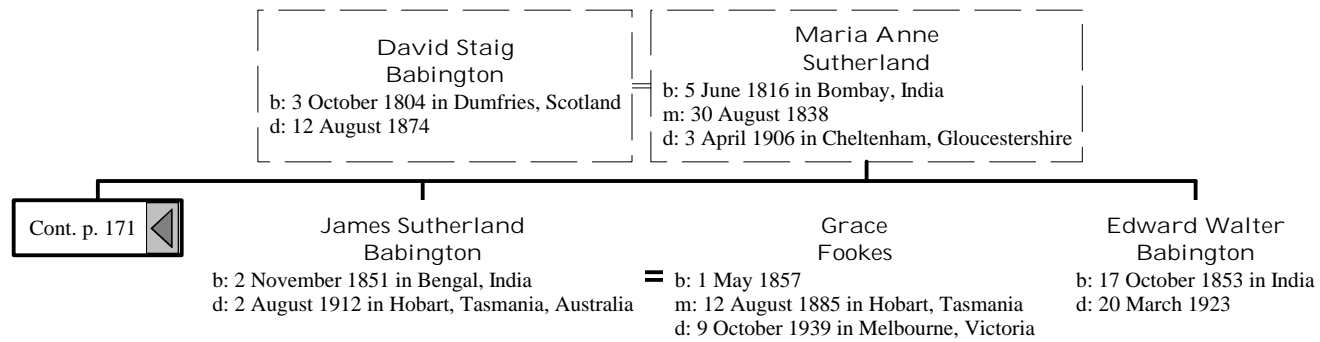 David Staig
Babington
b: 3 October 1804 in Dumfries, Scotland
d: 12 August 1874
Maria Anne
Sutherland
b: 5 June 1816 in Bombay, India
m: 30 August 1838
d: 3 April 1906 in Cheltenham, Gloucestershire
Cont. p. 171
James Sutherland
Babington
b: 2 November 1851 in Bengal, India
d: 2 August 1912 in Hobart, Tasmania, Australia
=
Grace
Fookes
b: 1 May 1857
m: 12 August 1885 in Hobart, Tasmania
d: 9 October 1939 in Melbourne, Victoria
Edward Walter
Babington
b: 17 October 1853 in India
d: 20 March 1923